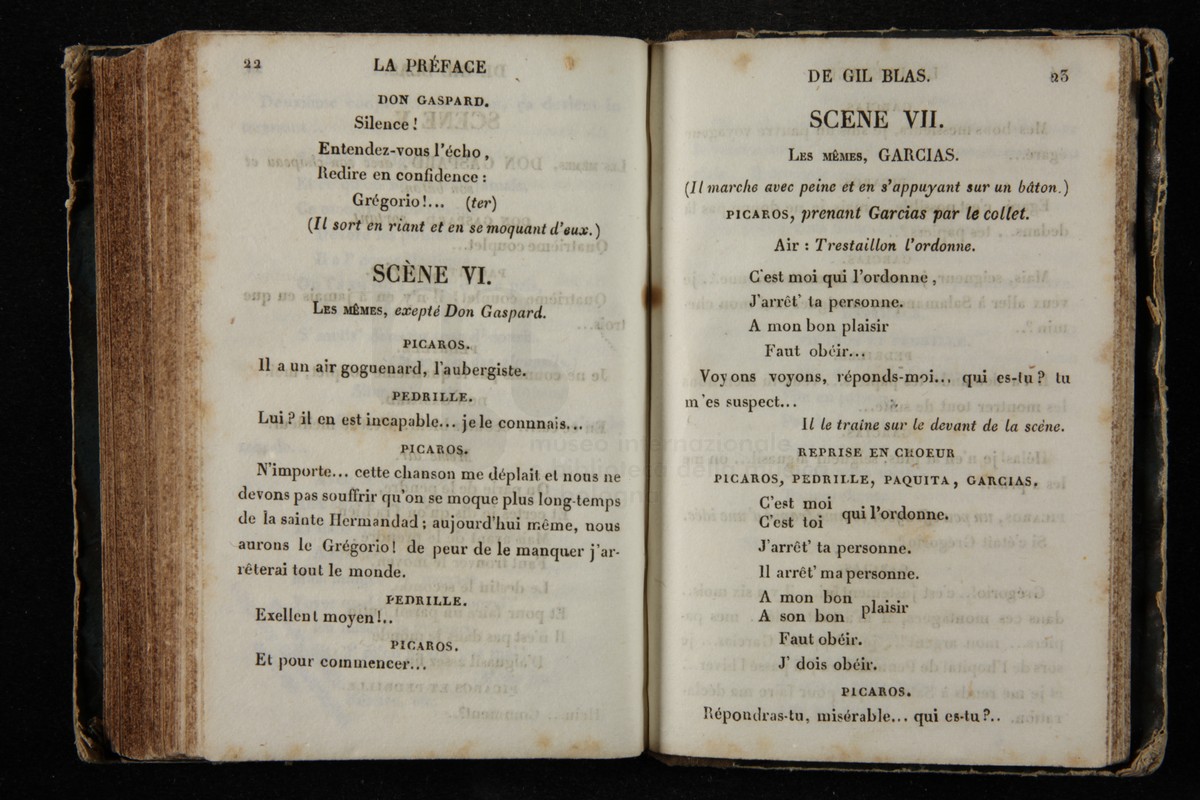 22
LA PRÉFACE
DON GASPARD.
Silence !
Entendez-vous l'écho,
Redire en confidence :
Grégorio !... (ter)
(Il sort en riant et en se moquant d'eux.)
SCÈNE VI.
Les mêmes, exepté Don Gaspard.
PICAROS.
Il a un air goguenard, l'aubergiste.
PEDRILLE.
Lui ? il en est incapable... je le connnais...
PICAROS.
N'importe... cette chanson me déplait et nous ne
devons pas souffrir qu'on se moque plus long-temps
de la sainte Hermandad ; aujourd'hui même, nous
aurons le Grégorio ! de peur de le manquer j'ar-
rêterai tout le monde.
PEDRILLE.
Exellent moyen !..
PICAROS.
Et pour commencer...
DE GIL BLAS.
23
SCENE VII.
Les mêmes, GARCIAS.
(Il marche avec peine et en s'appuyant sur un bâton.)
PICAROS, prenant Garcias par le collet.
Air : Trestaillon l'ordonne.
C'est moi qui l'ordonne,
J'arrêt' ta personne.
A mon bon plaisir
Faut obéir...
Voyons voyons, réponds-moi... qui es-tu ? tu
m'es suspect...
Il le traine sur le devant de la scène.
REPRISE EN CHOEUR
PICAROS, PEDRILLE, PAQUITA, GARCIAS.
C'est moi
C'est toi qui l'ordonne.
J'arrêt' ta personne.
Il arrêt' ma personne.
A mon bon
A son bon plaisir
Faut obéir.
J' dois obéir.
PICAROS.
Répondras-tu, misérable... qui es-tu ?..
museo internazionale